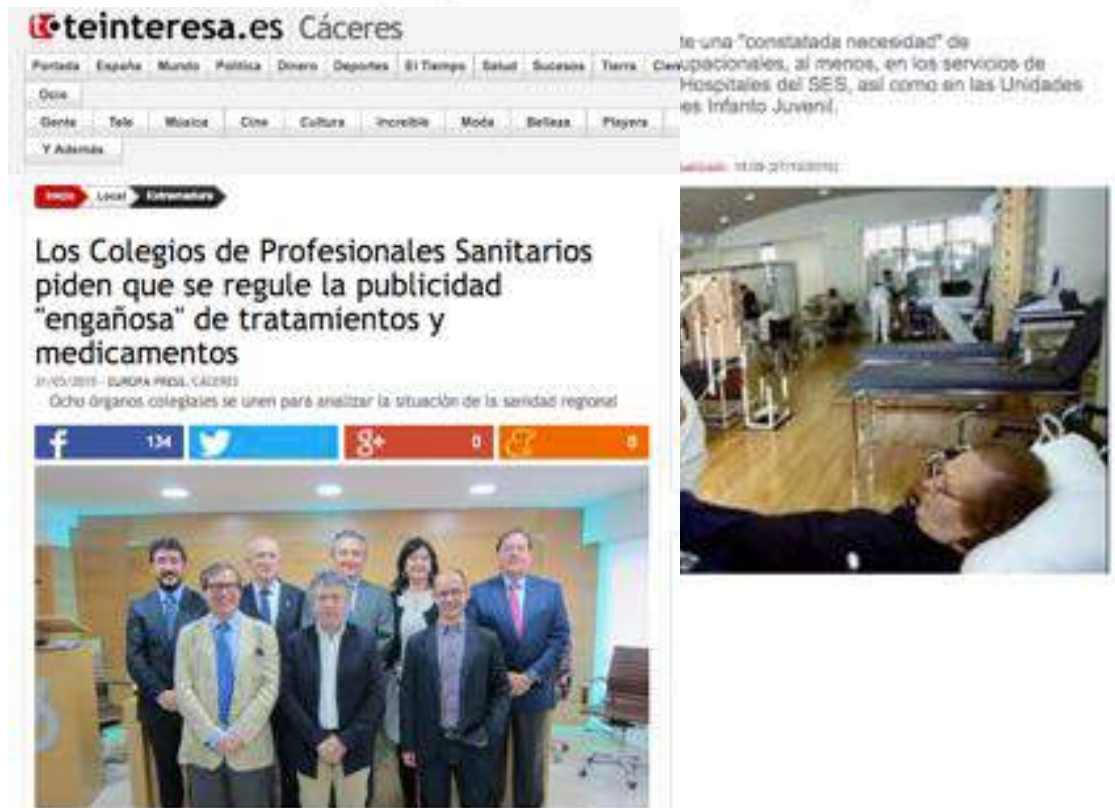 teinteresa.es Cáceres
Portada España Mundo Política Dinero Deportes El Tiempo Salud Sucesos Tierra
Ocio
Gente Tele Música Cine Cultura Increíble Moda Belleza Players
Y Además
Inicio Local Extremadura
Los Colegios de Profesionales Sanitarios
piden que se regule la publicidad
"engañosa" de tratamientos y
medicamentos
EUROPA PRESS, CÁCERES
Ocho órganos colegiales se unen para analizar la situación de la sanidad regional
134
g+ 0
0
te una "constatada necesidad" de
upacionales, al menos, en los servicios de
Hospitales del SES, así como en las Unidades
es Infanto Juvenil.